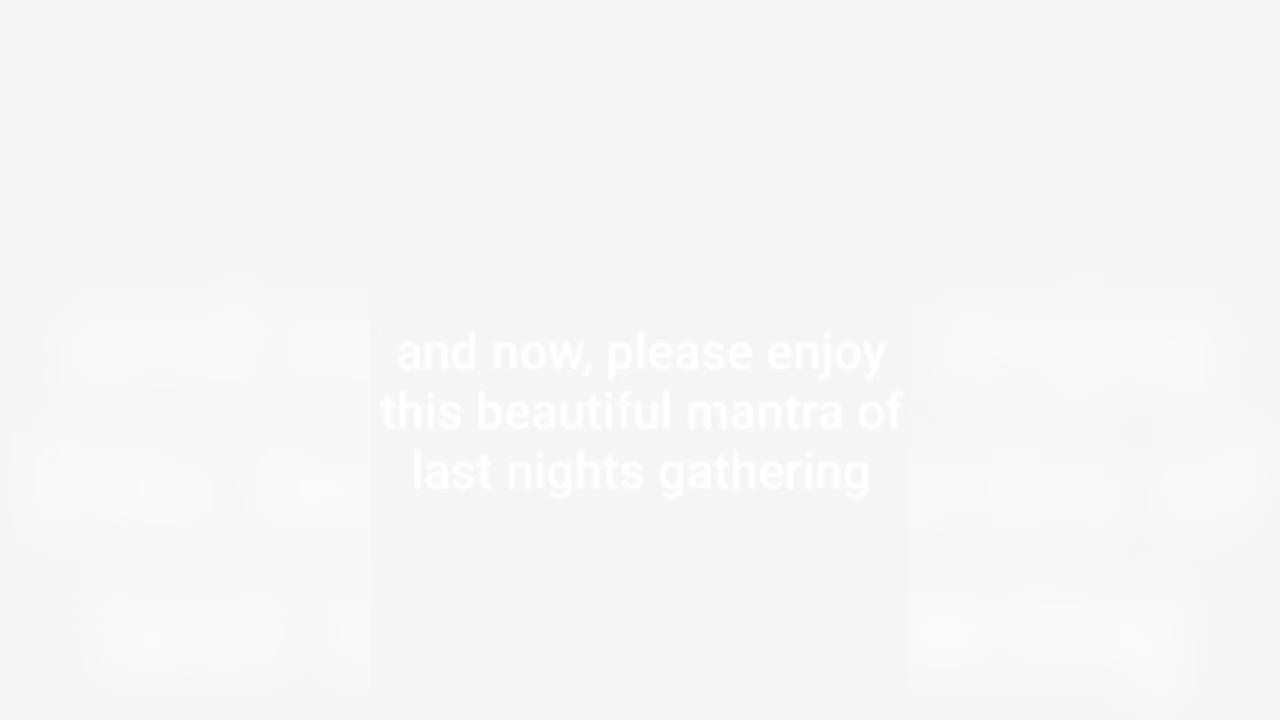 and now, please enjoy
this beautiful mantra of
last nights gathering